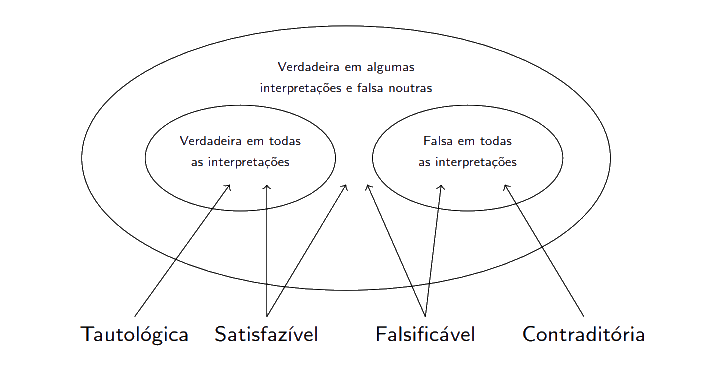 Verdadeira em algumas
interpretações e falsa noutras
Verdadeira em todas
as interpretações
Falsa em todas
as interpretações
Tautológica
Satisfazível
Falsificável
Contraditória